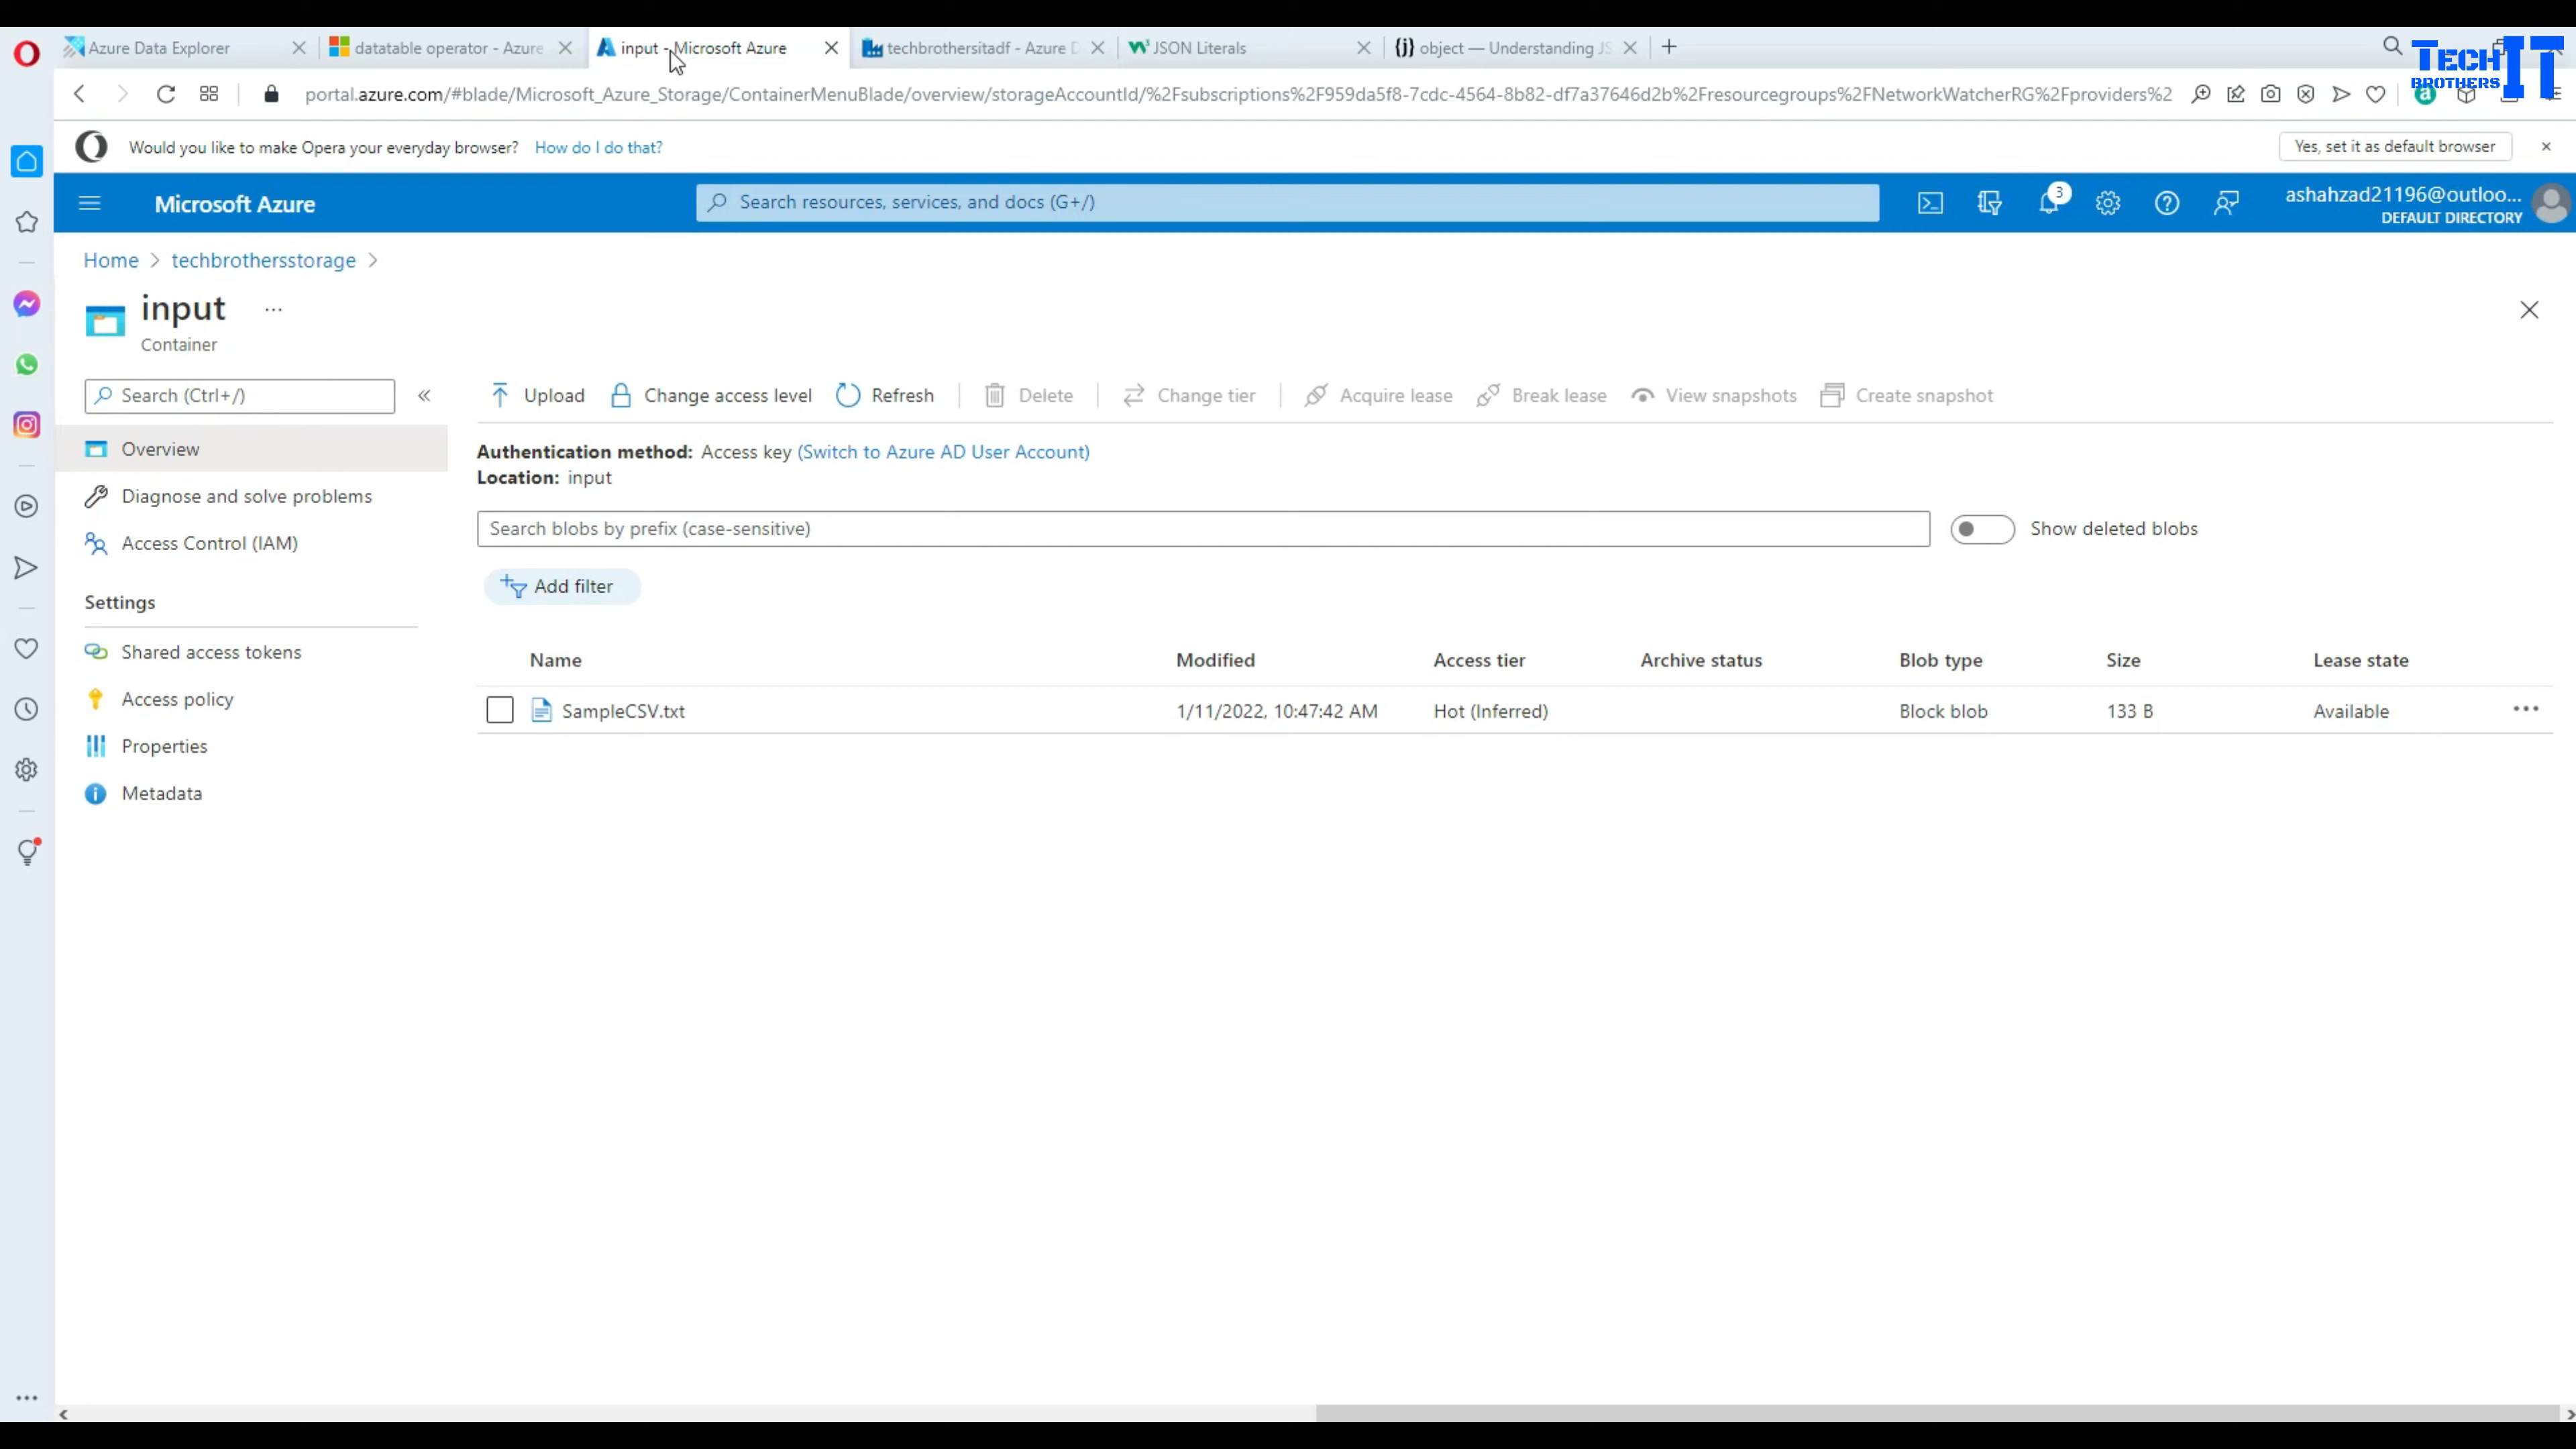 Azure Data Explorer
datatable operator - Azure
input - Microsoft Azure
techbrothersitadf - Azure D
JSON Literals
object — Understanding JS
TECH
BROTHERS
IT
portal.azure.com/#blade/Microsoft_Azure_Storage/ContainerMenuBlade/overview/storageAccountId/%2Fsubscriptions%2F959da5f8-7cdc-4564-8b82-df7a37646d2b%2Fresourcegroups%2FNetworkWatcherRG%2Fproviders%2
Would you like to make Opera your everyday browser? How do I do that?
Yes, set it as default browser
Microsoft Azure
Search resources, services, and docs (G+/)
3
ashahzad21196@outloo...
DEFAULT DIRECTORY
Home > techbrothersstorage >
input ...
Container
Search (Ctrl+/)
«
Upload
Change access level
Refresh
Delete
Change tier
Acquire lease
Break lease
View snapshots
Create snapshot
Overview
Diagnose and solve problems
Access Control (IAM)
Settings
Shared access tokens
Access policy
Properties
Metadata
Authentication method: Access key (Switch to Azure AD User Account)
Location: input
Search blobs by prefix (case-sensitive)
Show deleted blobs
Add filter
Name Modified Access tier Archive status Blob type Size Lease state
SampleCSV.txt 1/11/2022, 10:47:42 AM Hot (Inferred) Block blob 133 B Available ...